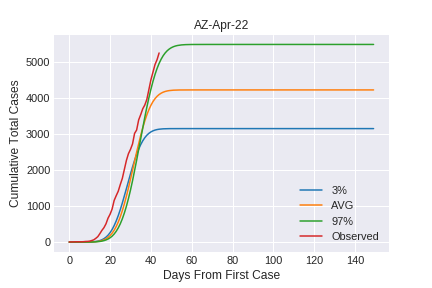 AZ-Apr-22
Cumulative Total Cases
5000
4000
3000
2000
1000
0
3%
AVG
97%
Observed
0 20 40 60 80 100 120 140
Days From First Case